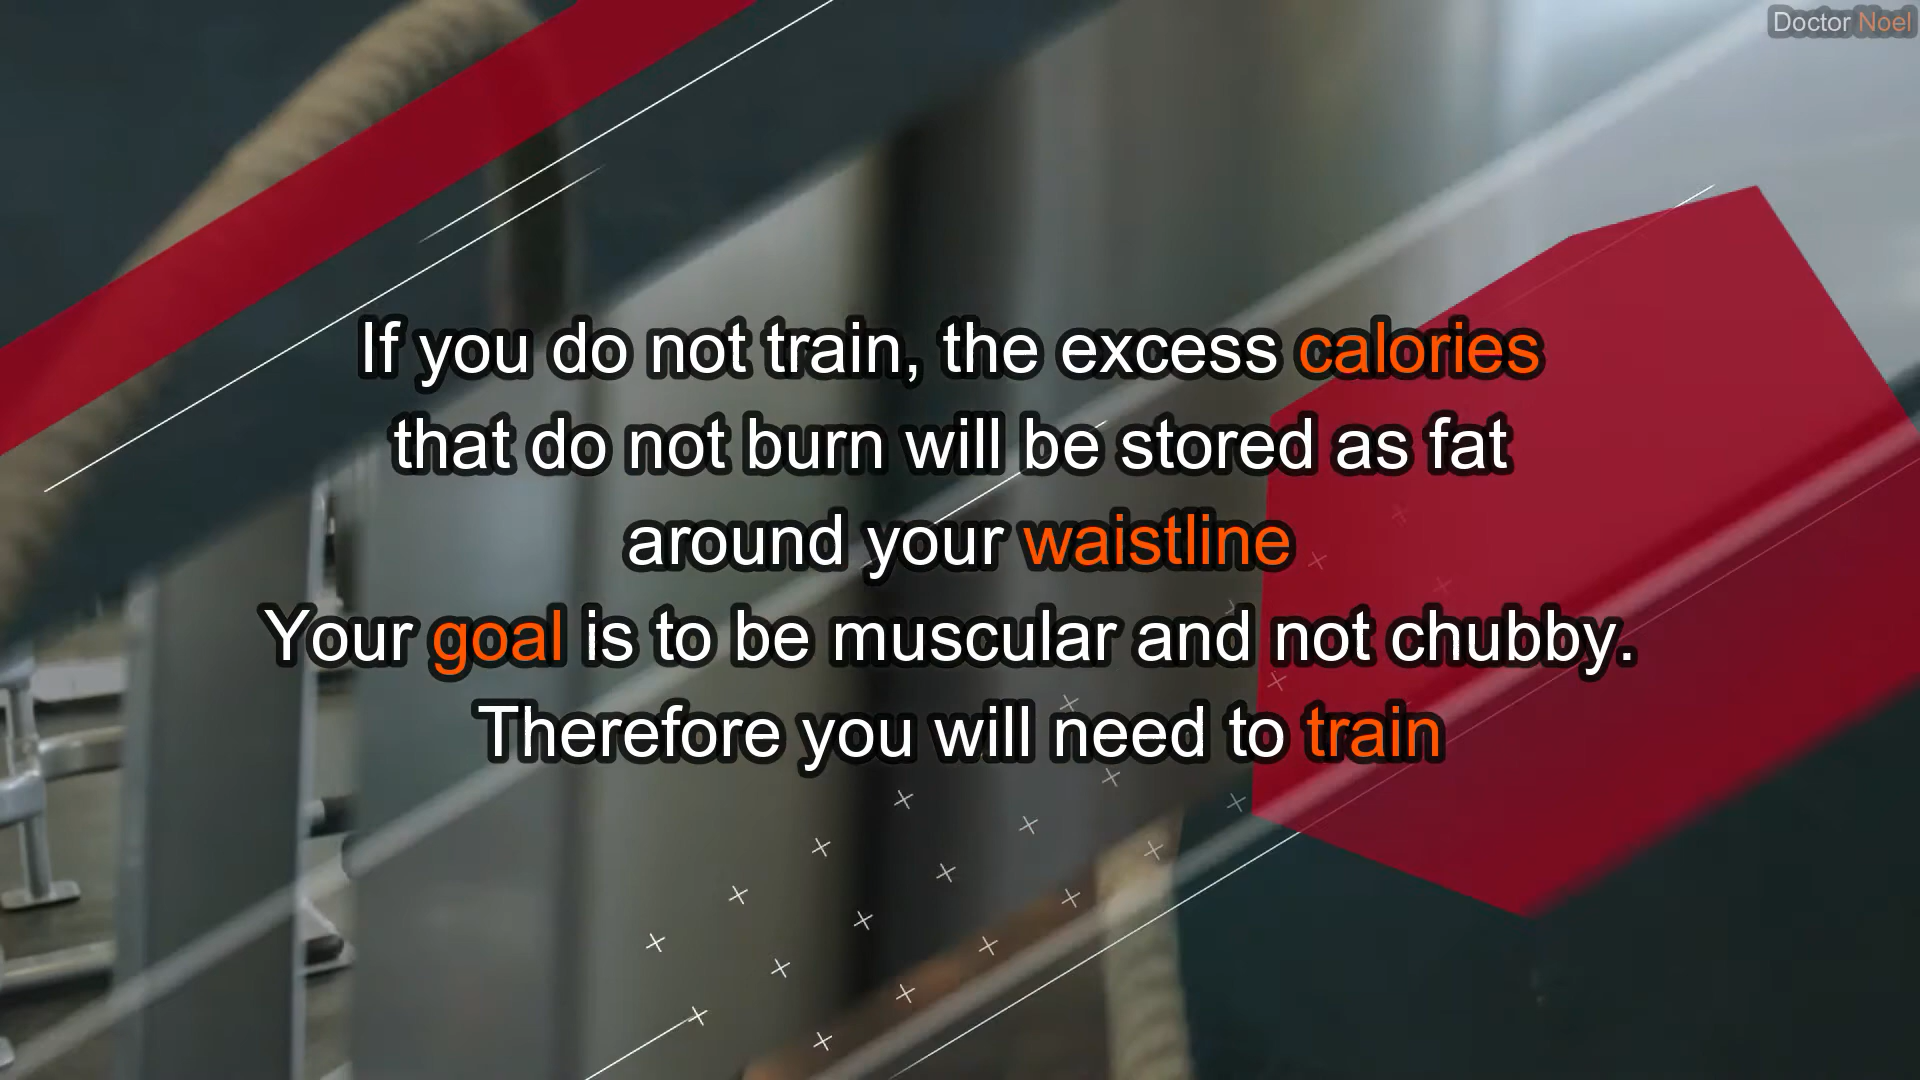 Doctor Noel
If you do not train, the excess calories
that do not burn will be stored as fat
around your waistline
Your goal is to be muscular and not chubby.
Therefore you will need to train